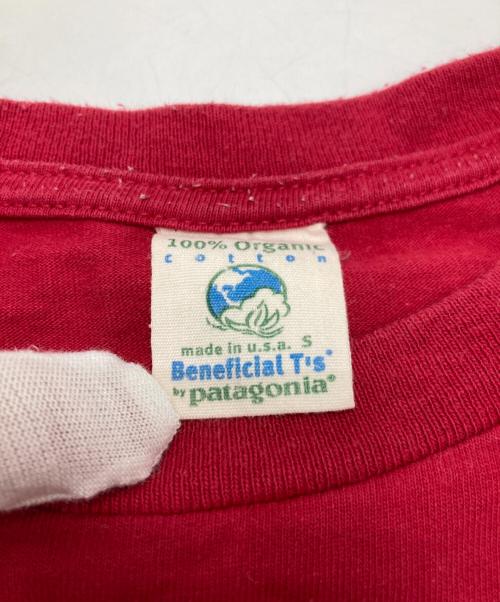 100% Organic
cotton
made in u.s.a. S
Beneficial T's®
by patagonia®